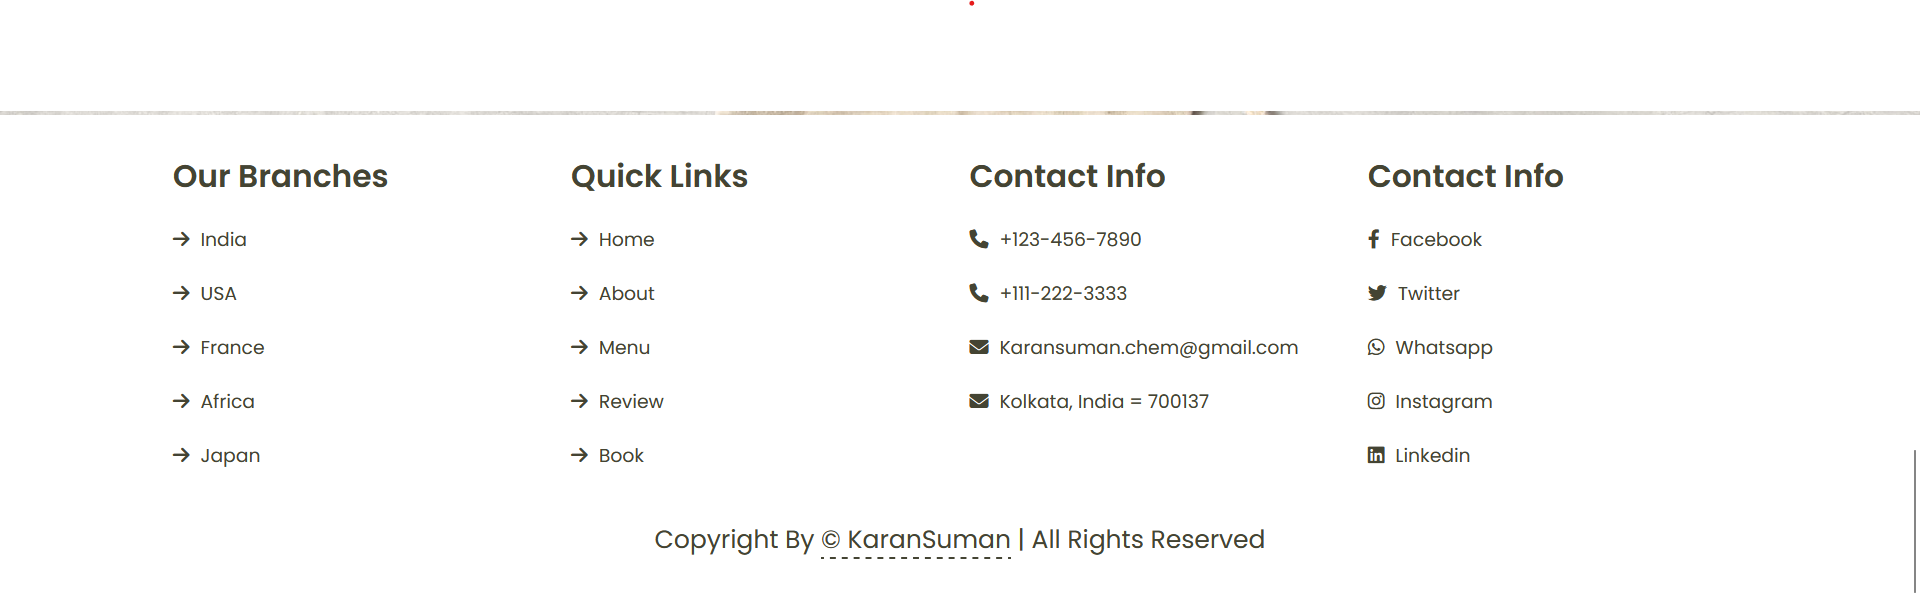 Our Branches
India
USA
France
Africa
Japan
Quick Links
Home
About
Menu
Review
Book
Contact Info
+123-456-7890
+111-222-3333
Karansuman.chem@gmail.com
Kolkata, India = 700137
Contact Info
Facebook
Twitter
Whatsapp
Instagram
Linkedin
Copyright By © KaranSuman | All Rights Reserved